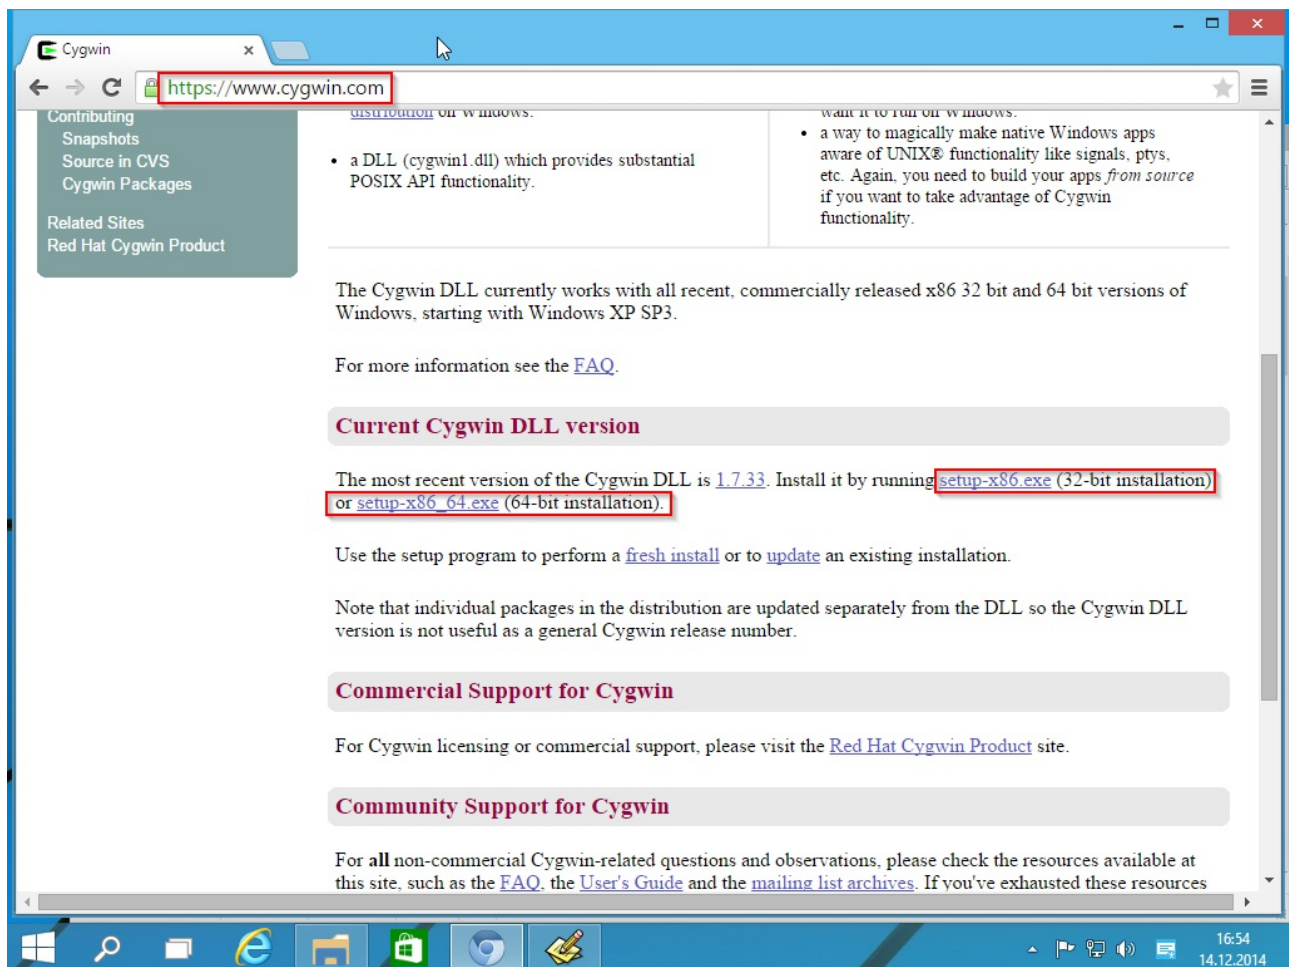 Cygwin
https://www.cygwin.com
Contributing
Snapshots
Source in CVS
Cygwin Packages
Related Sites
Red Hat Cygwin Product
distribution on Windows.
• a DLL (cygwin1.dll) which provides substantial
POSIX API functionality.
want it to run on Windows.
• a way to magically make native Windows apps
aware of UNIX® functionality like signals, ptys,
etc. Again, you need to build your apps from source
if you want to take advantage of Cygwin
functionality.
The Cygwin DLL currently works with all recent, commercially released x86 32 bit and 64 bit versions of
Windows, starting with Windows XP SP3.
For more information see the FAQ.
Current Cygwin DLL version
The most recent version of the Cygwin DLL is 1.7.33. Install it by running setup-x86.exe (32-bit installation)
or setup-x86_64.exe (64-bit installation).
Use the setup program to perform a fresh install or to update an existing installation.
Note that individual packages in the distribution are updated separately from the DLL so the Cygwin DLL
version is not useful as a general Cygwin release number.
Commercial Support for Cygwin
For Cygwin licensing or commercial support, please visit the Red Hat Cygwin Product site.
Community Support for Cygwin
For all non-commercial Cygwin-related questions and observations, please check the resources available at
this site, such as the FAQ, the User's Guide and the mailing list archives. If you've exhausted these resources
16:54
14.12.2014